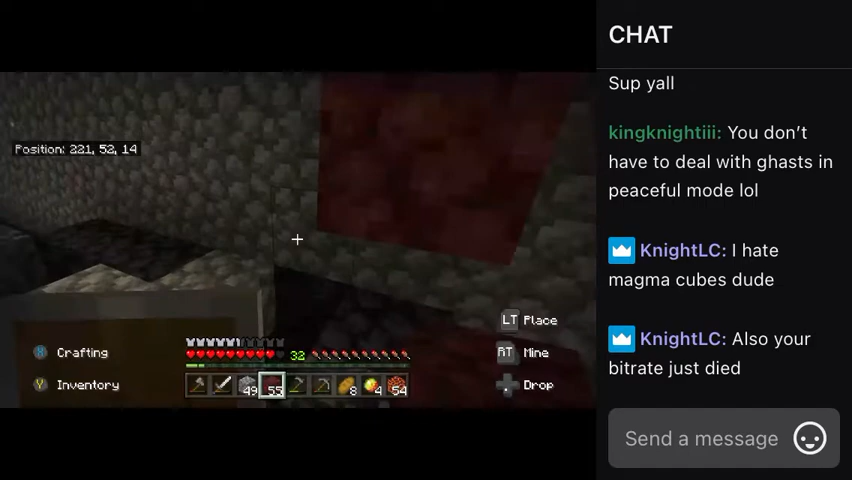 CHAT
Sup yall
kingknightiii: You don't
have to deal with ghasts in
peaceful mode lol
KnightLC: I hate
magma cubes dude
KnightLC: Also your
bitrate just died
Send a message
Position: 221, 52, 14
LT Place
RT Mine
Drop
X Crafting
Y Inventory
32
49
55
8
4
54